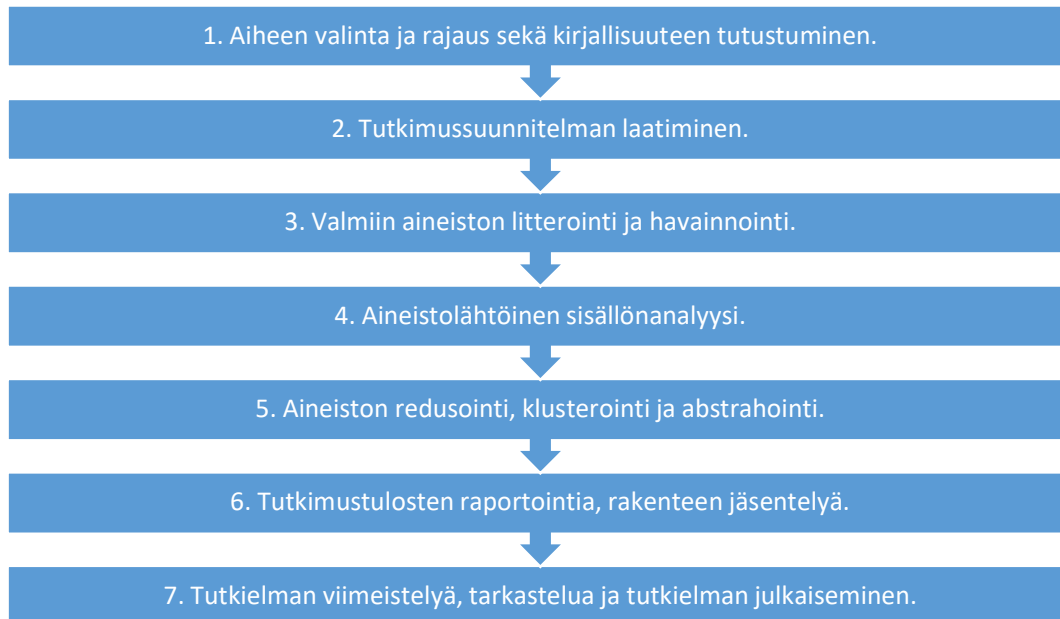 1. Aiheen valinta ja rajaus sekä kirjallisuuteen tutustuminen.
2. Tutkimussuunnitelman laatiminen.
3. Valmiin aineiston litterointi ja havainnointi.
4. Aineistolähtöinen sisällönanalyysi.
5. Aineiston redusointi, klusterointi ja abstrahointi.
6. Tutkimustulosten raportointia, rakenteen jäsentelyä.
7. Tutkielman viimeistelyä, tarkastelua ja tutkielman julkaiseminen.